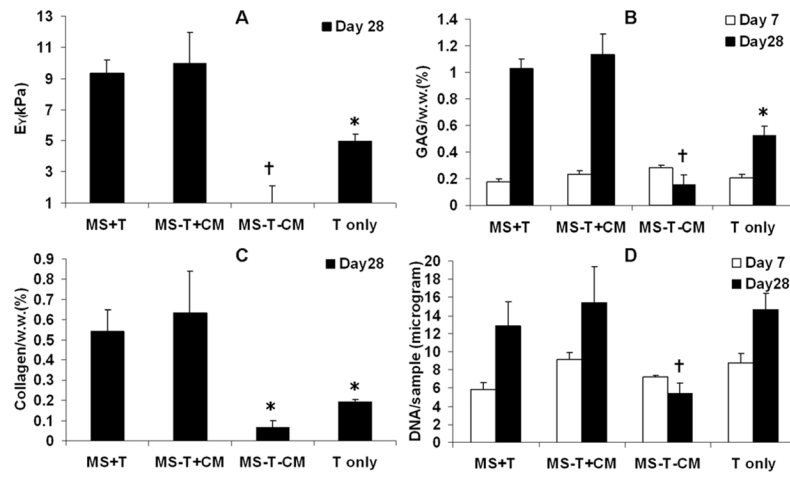 A
Day 28
EY(kPa)
13
11
9
7
5
3
1
†
*
MS+T MS-T+CM MS-T-CM T only
B
Day 7
Day28
GAG/w.w.(%)
1.4
1.2
1
0.8
0.6
0.4
0.2
0
†
*
MS+T MS-T+CM MS-T-CM T only
C
Day28
Collagen/w.w.(%)
0.9
0.8
0.7
0.6
0.5
0.4
0.3
0.2
0.1
0
*
*
MS+T MS-T+CM MS-T-CM T only
D
Day 7
Day28
DNA/sample (microgram)
20
18
16
14
12
10
8
6
4
2
0
†
MS+T MS-T+CM MS-T-CM T only